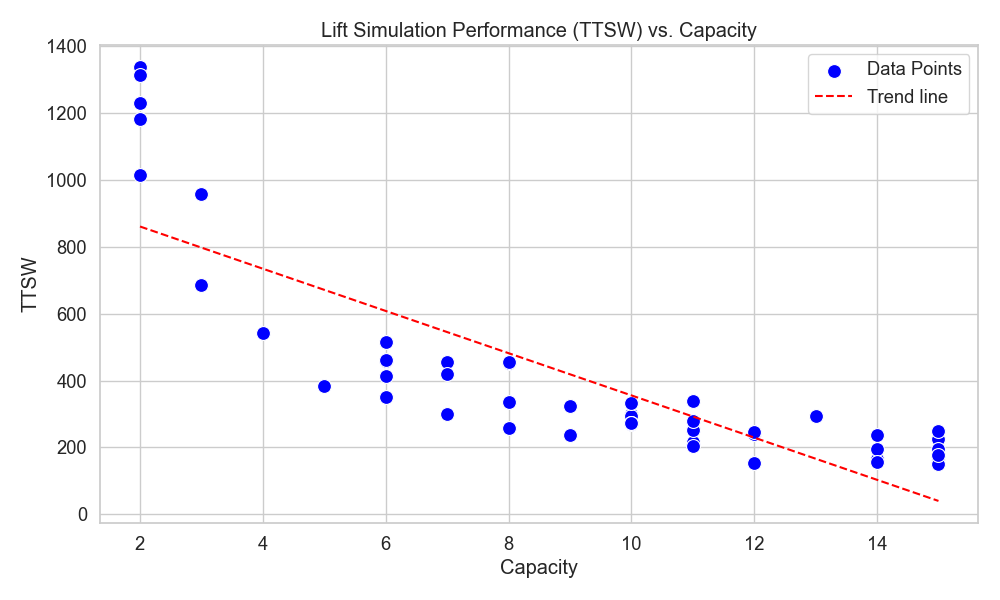 Lift Simulation Performance (TTSW) vs. Capacity
Data Points
Trend line
1400
1200
1000
800
600
400
200
0
TTSW
2 4 6 8 10 12 14
Capacity